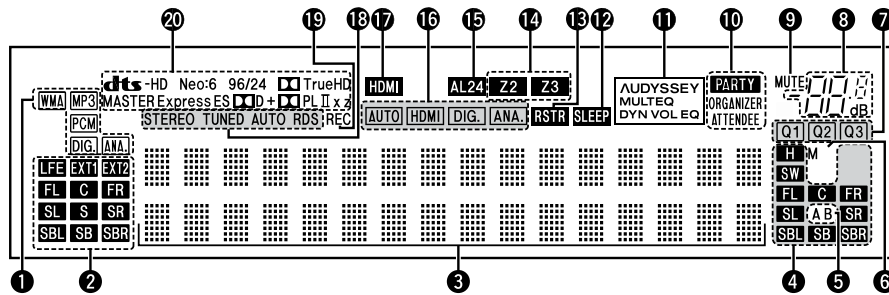 ⑳ ⑲ ⑱ ⑰ ⑯ ⑮ ⑭ ⑬ ⑫ ⑪ ⑩ ⑨ ⑧ ⑦
dts-HD Neo:6 96/24 TrueHD
MASTER Express ES D + PL II x z
STEREO TUNED AUTO RDS REC
WMA MP3
PCM
DIG. ANA.
LFE EXT1 EXT2
FL C FR
SL S SR
SBL SB SBR
HDMI AL24 Z2 Z3
AUTO HDMI DIG. ANA. RSTR SLEEP
AUDYSSEY
MULTEQ
DYN VOL EQ
PARTY
ORGANIZER
ATTENDEE
MUTE
dB
Q1 Q2 Q3
H M
SW
FL C FR
SL A B SR
SBL SB SBR
① ② ③ ④ ⑤ ⑥